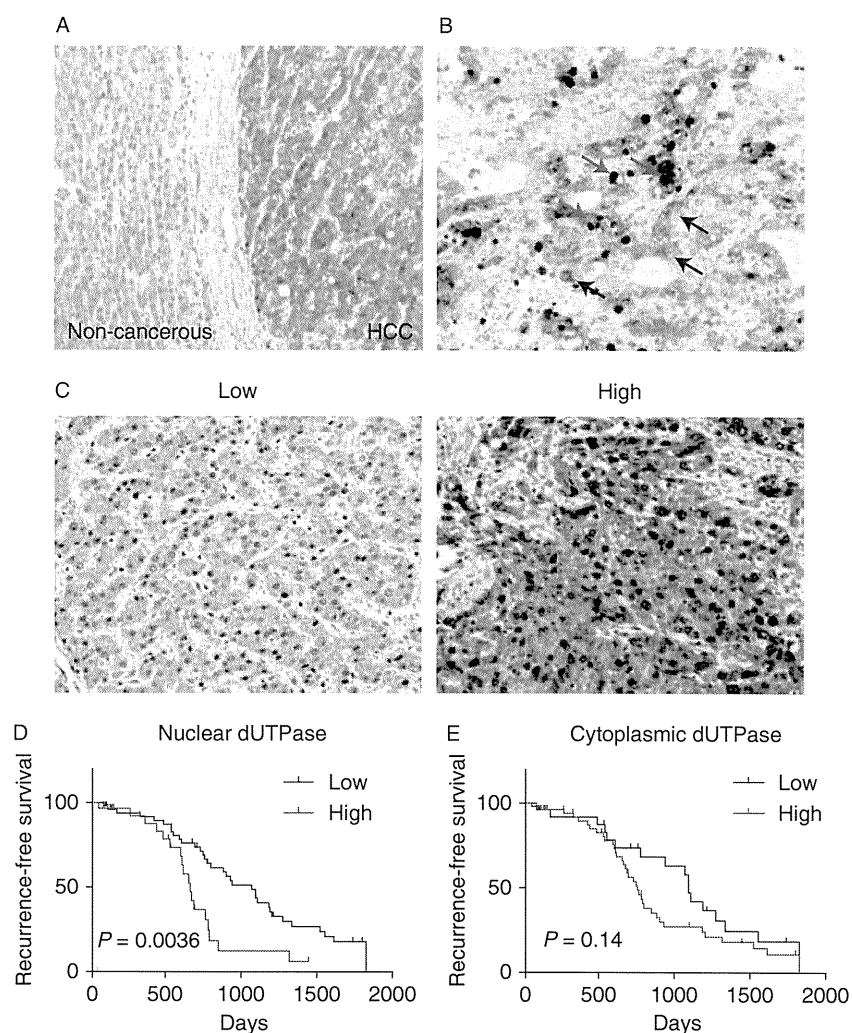 A
B
Non-cancerous
HCC
C
Low
High
D
Nuclear dUTPase
Recurrence-free survival
100
50
0
Low
High
P = 0.0036
0
500
1000
1500
2000
Days
E
Cytoplasmic dUTPase
Recurrence-free survival
100
50
0
Low
High
P = 0.14
0
500
1000
1500
2000
Days